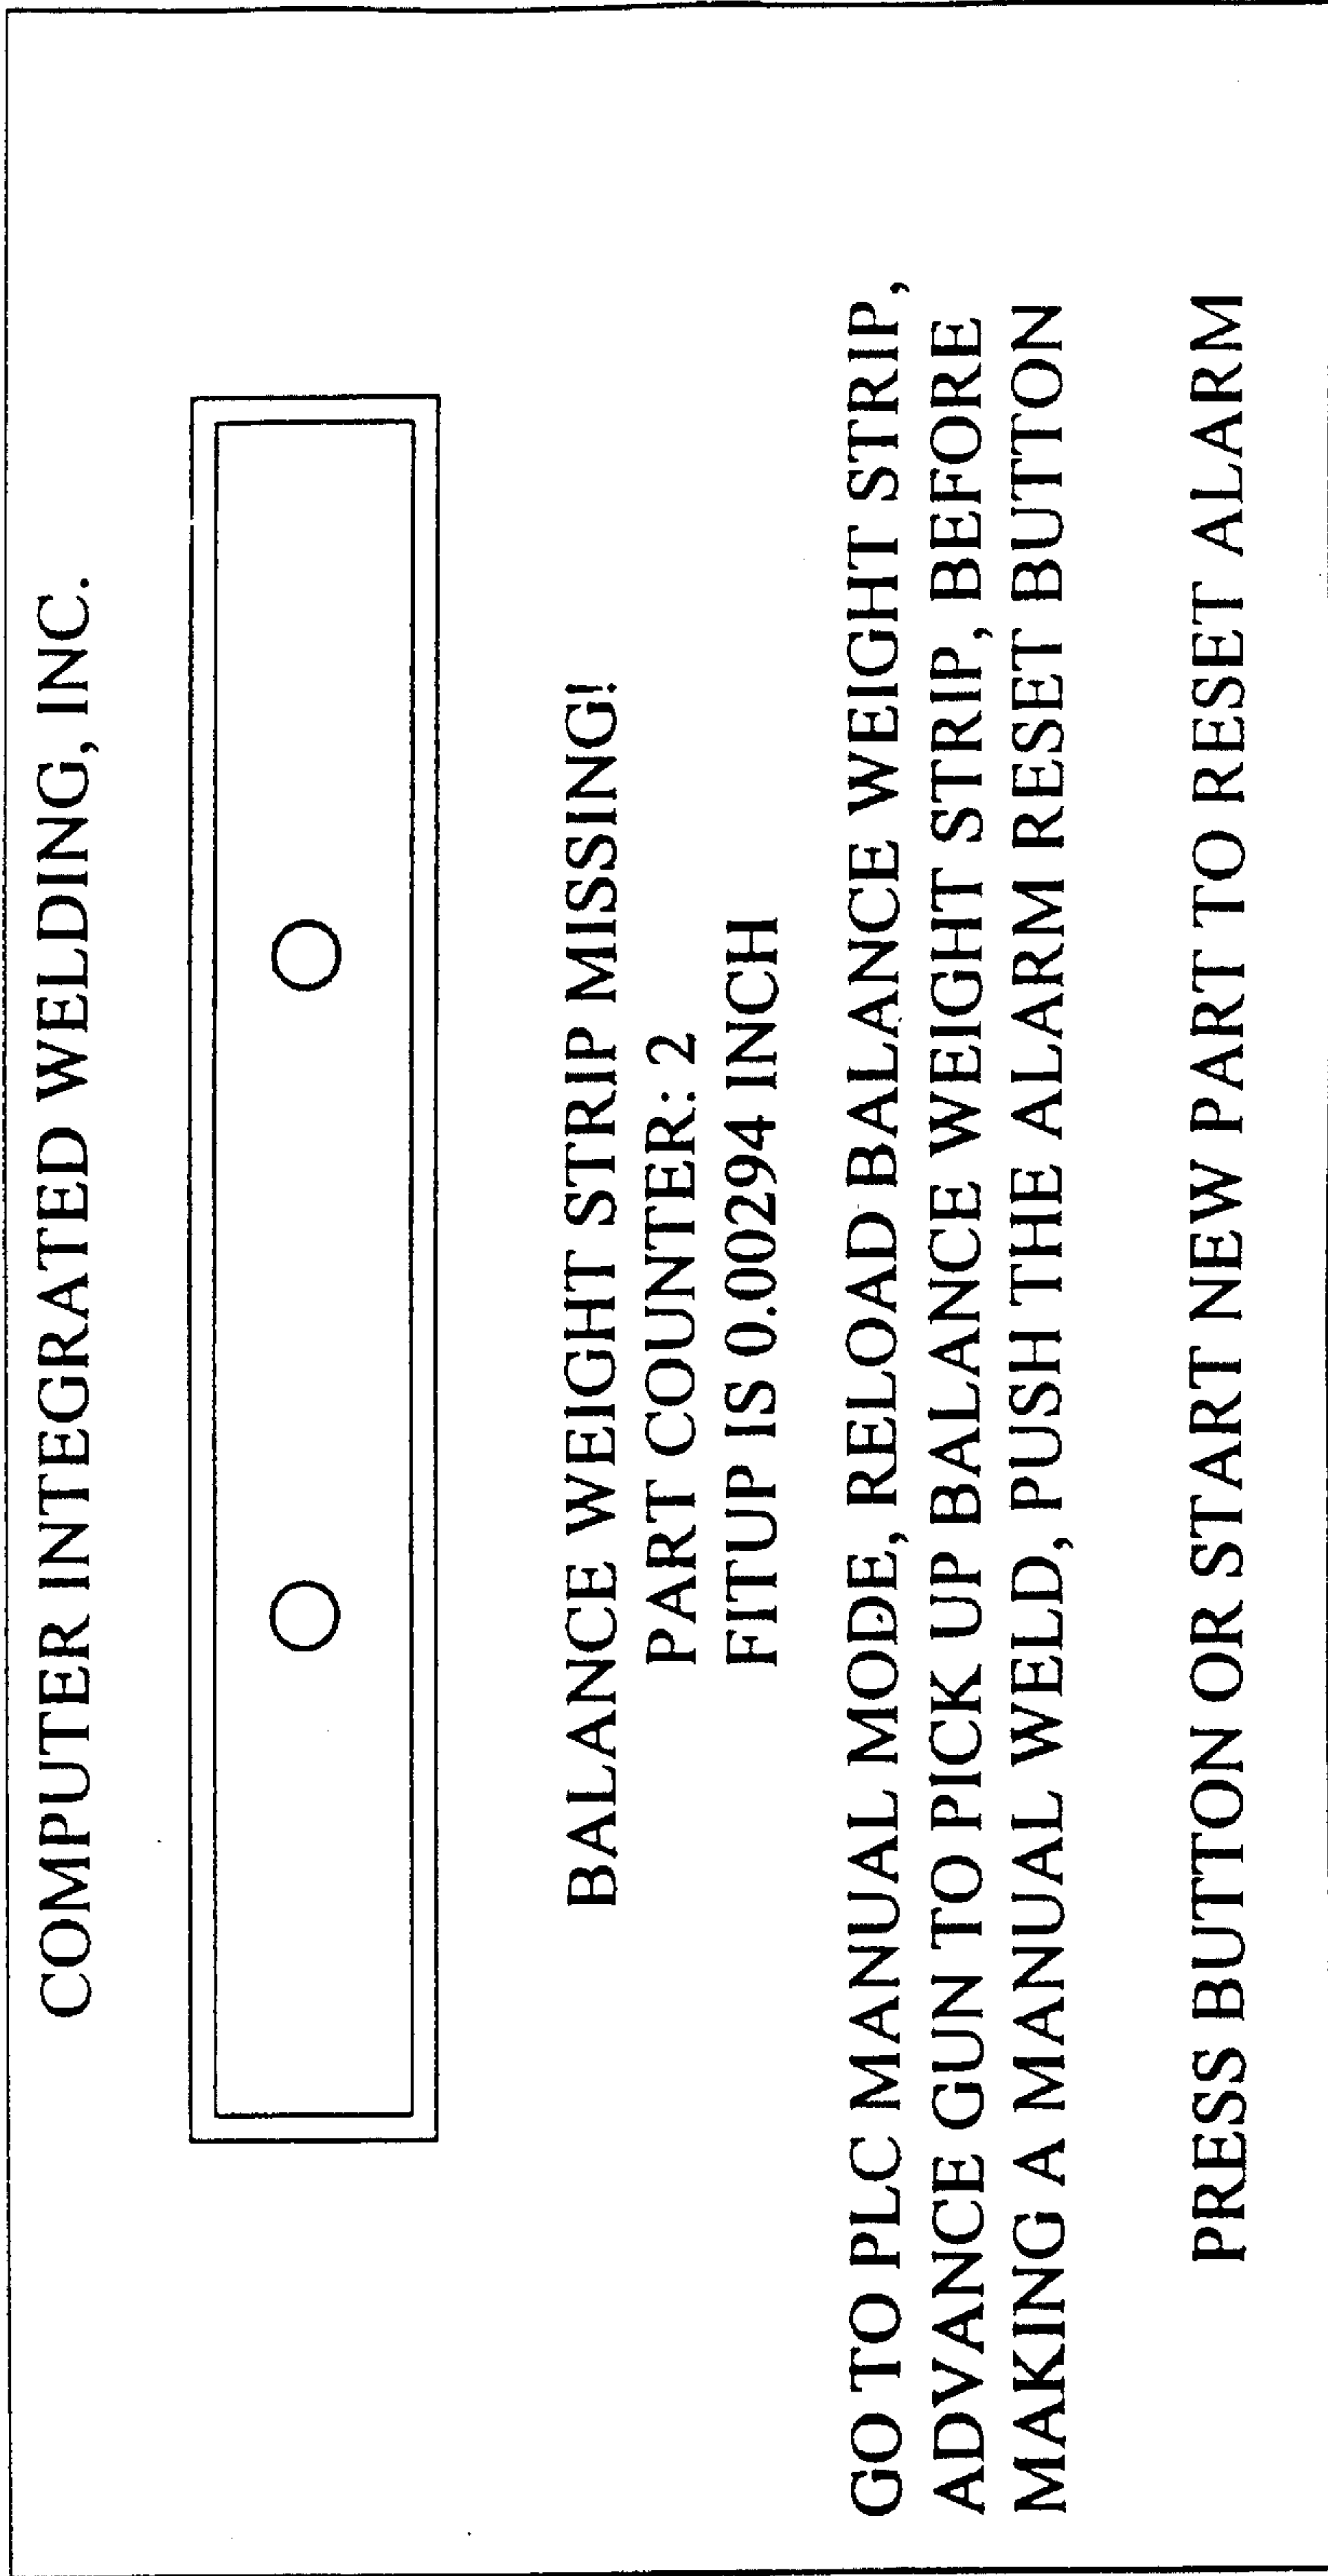 COMPUTER INTEGRATED WELDING, INC.
BALANCE WEIGHT STRIP MISSING!
PART COUNTER: 2
FITUP IS 0.00294 INCH
GO TO PLC MANUAL MODE, RELOAD BALANCE WEIGHT STRIP,
ADVANCE GUN TO PICK UP BALANCE WEIGHT STRIP, BEFORE
MAKING A MANUAL WELD, PUSH THE ALARM RESET BUTTON
PRESS BUTTON OR START NEW PART TO RESET ALARM